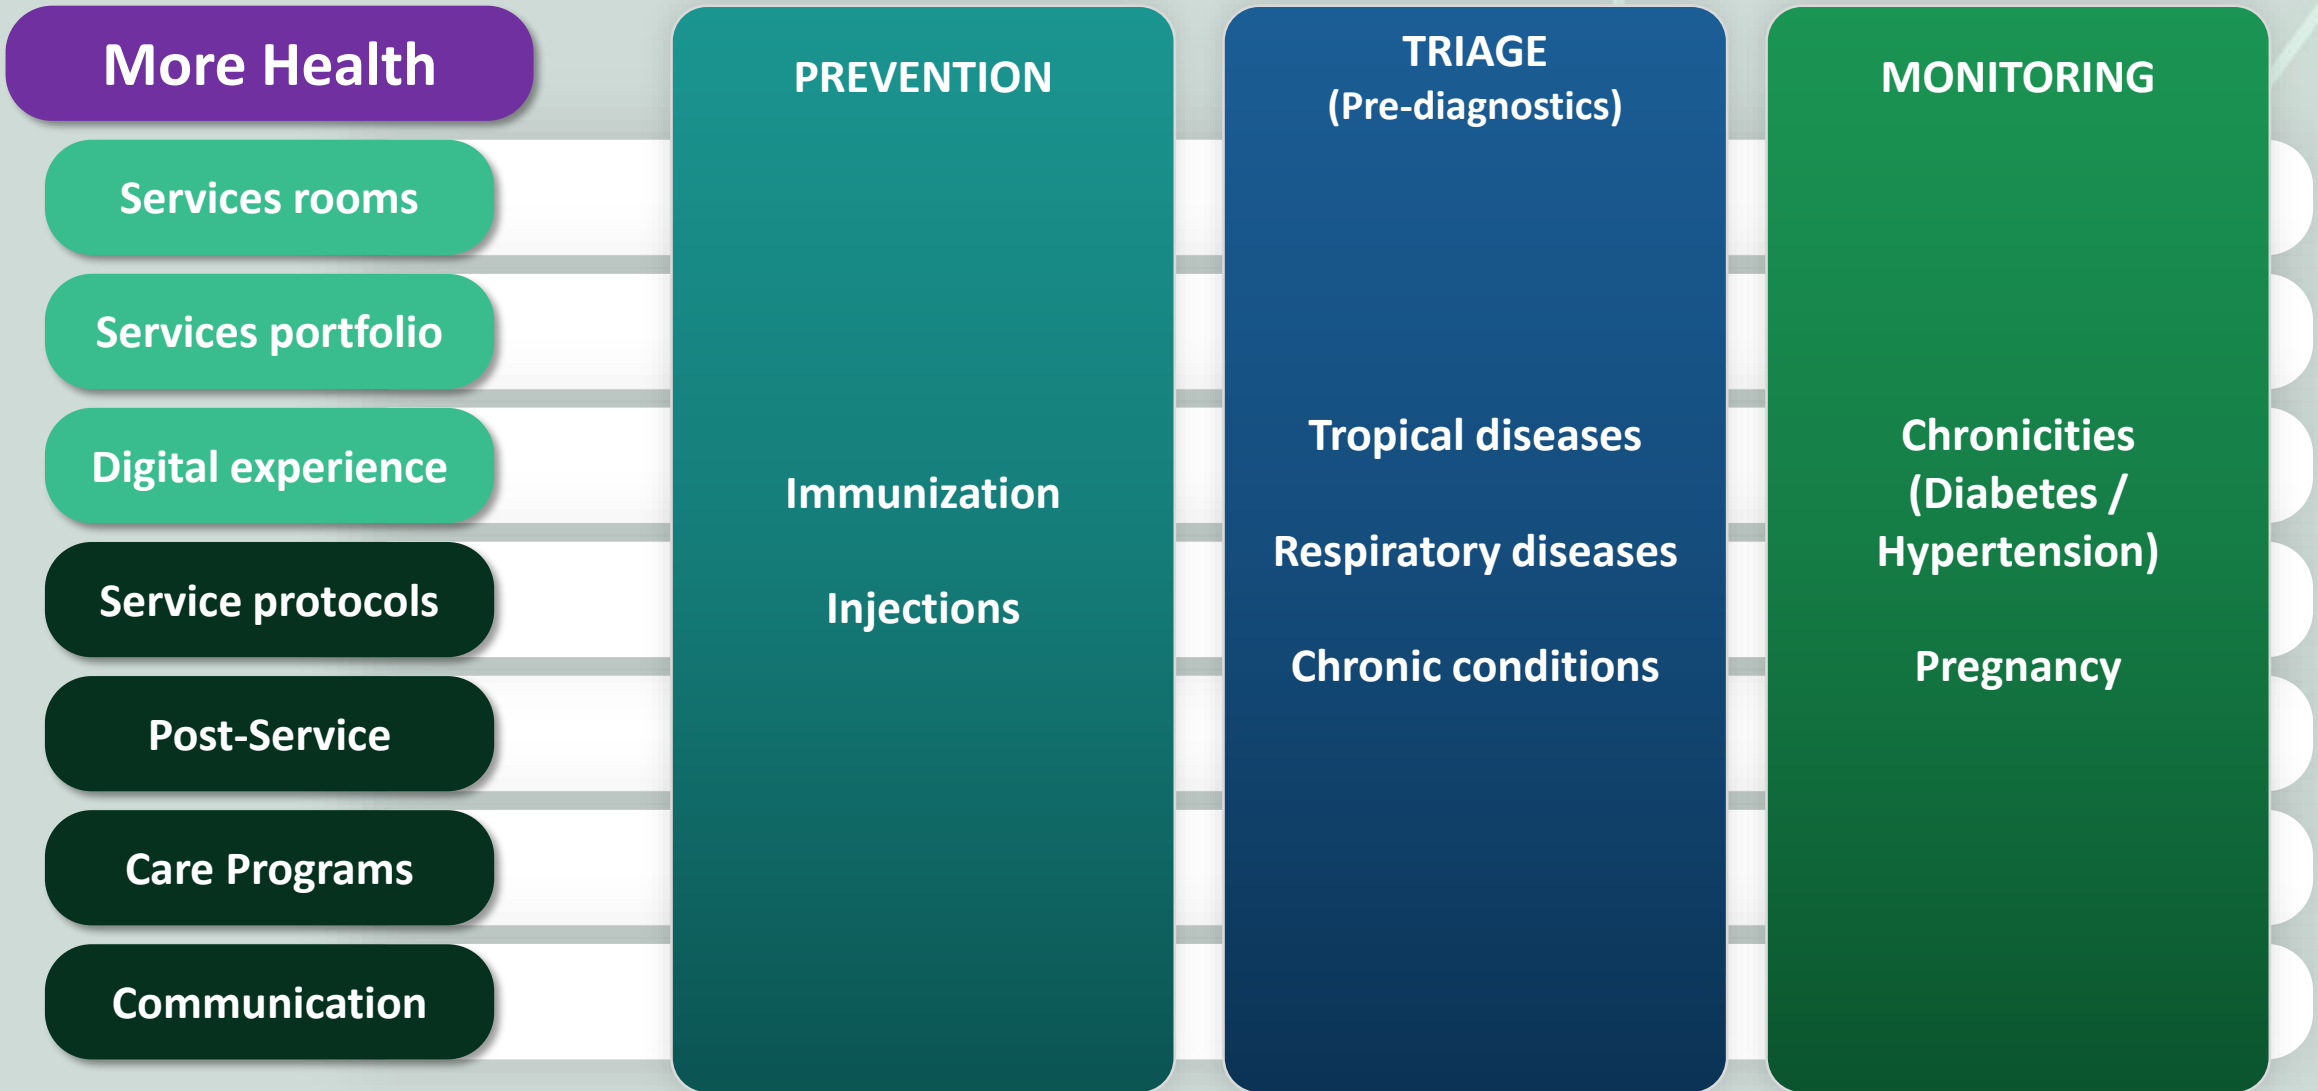 More Health
Services rooms
Services portfolio
Digital experience
Service protocols
Post-Service
Care Programs
Communication
PREVENTION
Immunization
Injections
TRIAGE
(Pre-diagnostics)
Tropical diseases
Respiratory diseases
Chronic conditions
MONITORING
Chronicities
(Diabetes /
Hypertension)
Pregnancy